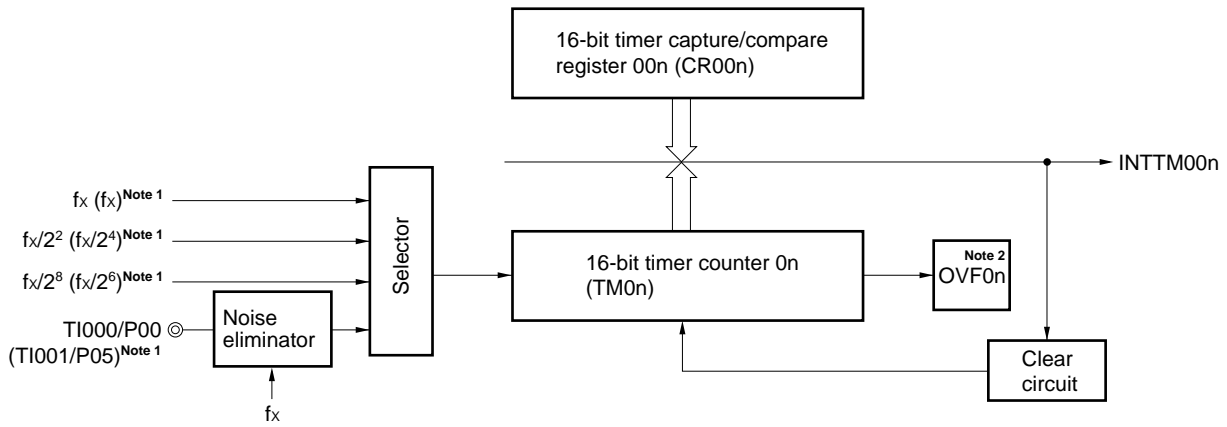 16-bit timer capture/compare
register 00n (CR00n)
INTTM00n
fX (fX)Note 1
fX/2² (fX/2⁴)Note 1
fX/2⁸ (fX/2⁶)Note 1
TI000/P00
(TI001/P05)Note 1
Noise
eliminator
fX
Selector
16-bit timer counter 0n
(TM0n)
Note 2
OVF0n
Clear
circuit